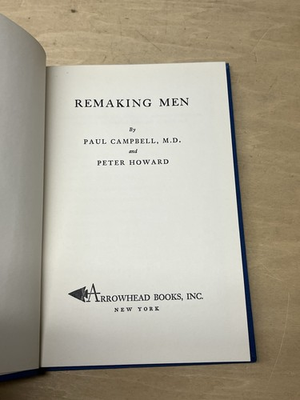 REMAKING MEN
By
PAUL CAMPBELL, M.D.
and
PETER HOWARD
ARROWHEAD BOOKS, INC.
NEW YORK